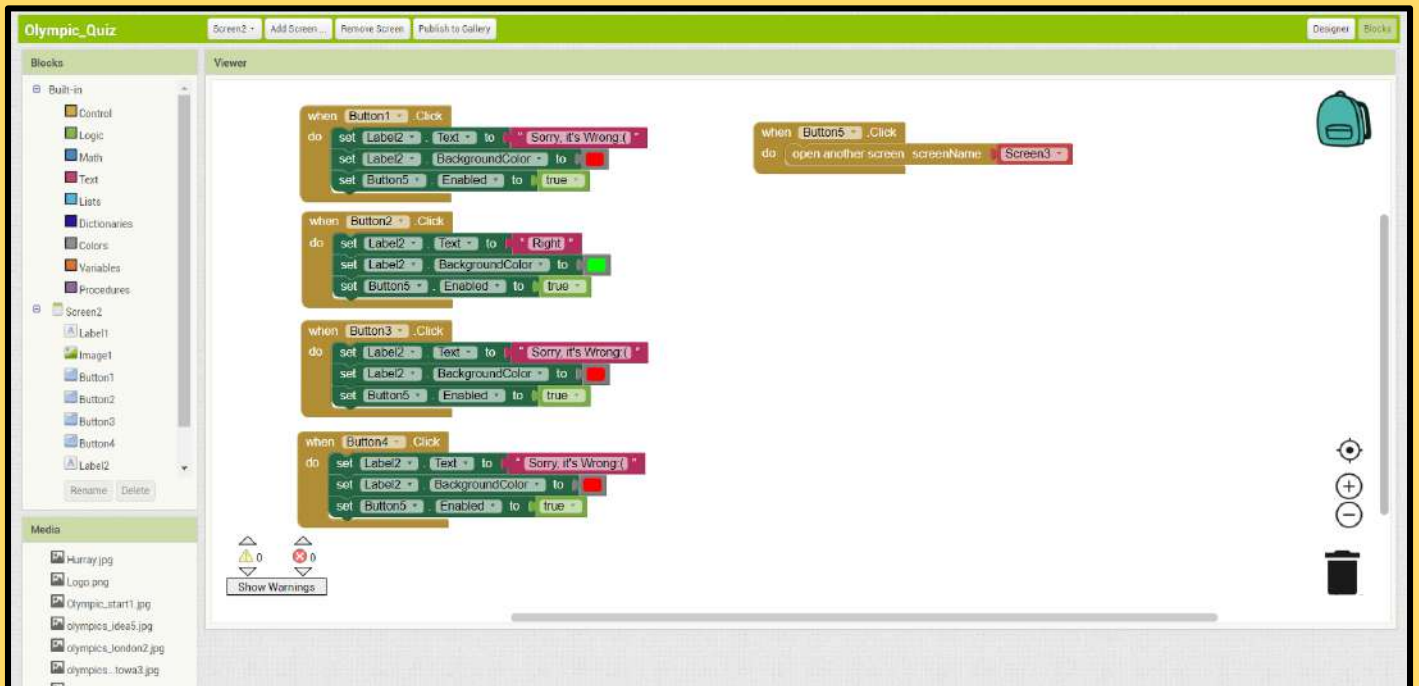 Olympic_Quiz Screen2 Add Screen ... Remove Screen Publish to Gallery Designer Blocks
Blocks
Built-in
Control
Logic
Math
Text
Lists
Dictionaries
Colors
Variables
Procedures
Screen2
Label1
Image1
Button1
Button2
Button3
Button4
Label2
Rename Delete
Media
Hurray.jpg
Logo.png
Olympic_start1.jpg
olympics_idea5.jpg
olympics_london2.jpg
olympics_towa3.jpg
Viewer
when Button1 .Click
do set Label2 . Text to " Sorry, it's Wrong:( "
set Label2 . BackgroundColor to
set Button5 . Enabled to true
when Button2 .Click
do set Label2 . Text to " Right "
set Label2 . BackgroundColor to
set Button5 . Enabled to true
when Button3 .Click
do set Label2 . Text to " Sorry, it's Wrong:( "
set Label2 . BackgroundColor to
set Button5 . Enabled to true
when Button4 .Click
do set Label2 . Text to " Sorry, it's Wrong:( "
set Label2 . BackgroundColor to
set Button5 . Enabled to true
when Button5 .Click
do open another screen screenName Screen3
0 0
Show Warnings